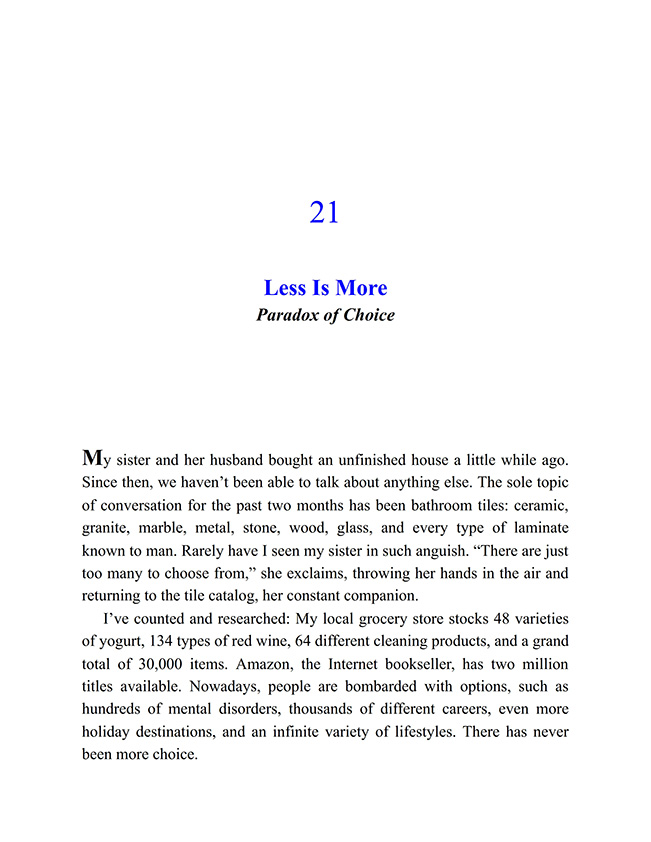 21
Less Is More
Paradox of Choice
My sister and her husband bought an unfinished house a little while ago.
Since then, we haven’t been able to talk about anything else. The sole topic
of conversation for the past two months has been bathroom tiles: ceramic,
granite, marble, metal, stone, wood, glass, and every type of laminate
known to man. Rarely have I seen my sister in such anguish. “There are just
too many to choose from,” she exclaims, throwing her hands in the air and
returning to the tile catalog, her constant companion.
I’ve counted and researched: My local grocery store stocks 48 varieties
of yogurt, 134 types of red wine, 64 different cleaning products, and a grand
total of 30,000 items. Amazon, the Internet bookseller, has two million
titles available. Nowadays, people are bombarded with options, such as
hundreds of mental disorders, thousands of different careers, even more
holiday destinations, and an infinite variety of lifestyles. There has never
been more choice.